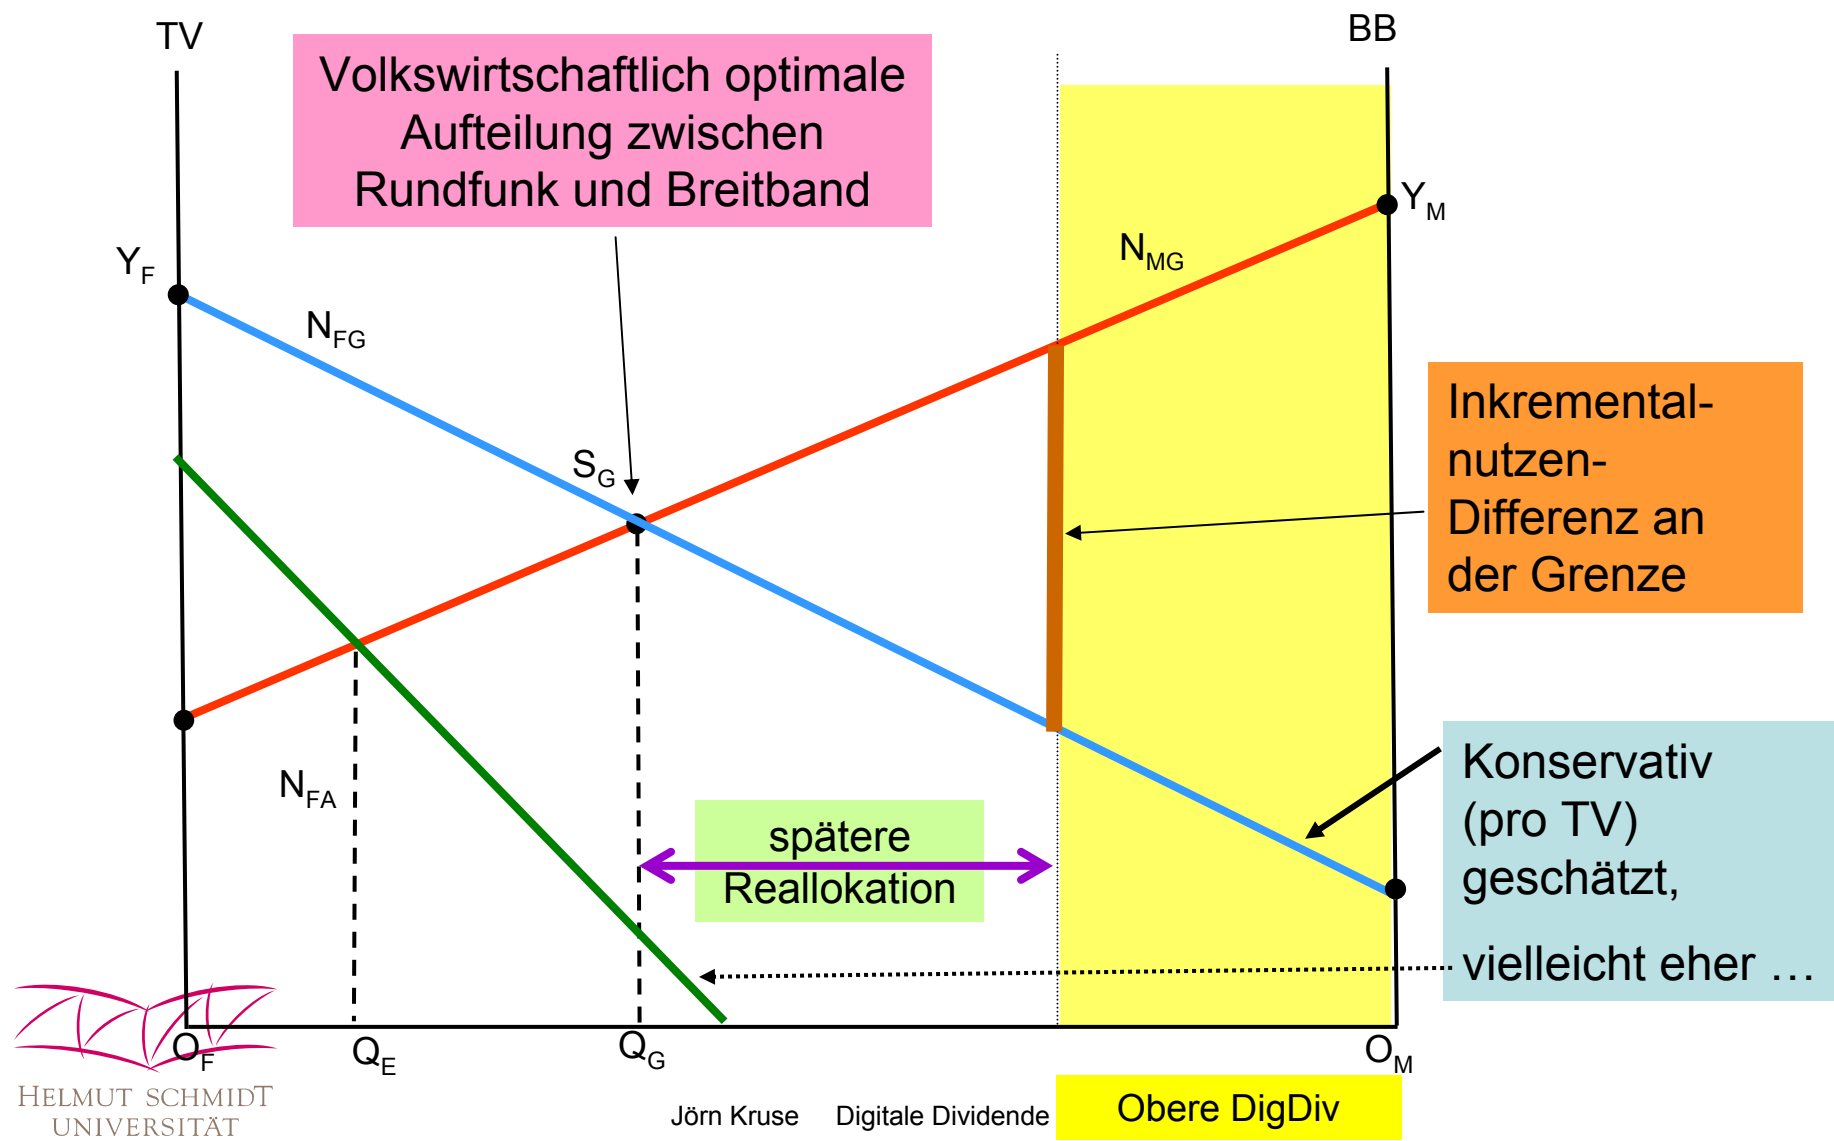 TV
BB
Volkswirtschaftlich optimale
Aufteilung zwischen
Rundfunk und Breitband
Y_M
N_MG
Y_F
N_FG
S_G
Inkremental-
nutzen-
Differenz an
der Grenze
N_FA
Konservativ
(pro TV)
geschätzt,
vielleicht eher …
spätere
Reallokation
O_F
Q_E
Q_G
O_M
HELMUT SCHMIDT
UNIVERSITÄT
Jörn Kruse Digitale Dividende
Obere DigDiv